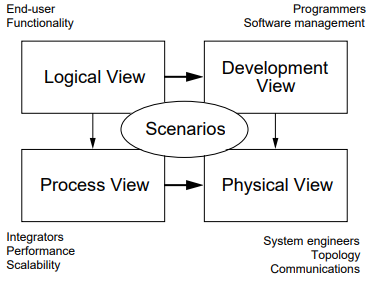 End-user
Functionality
Programmers
Software management
Logical View
Development
View
Scenarios
Process View
Physical View
Integrators
Performance
Scalability
System engineers
Topology
Communications